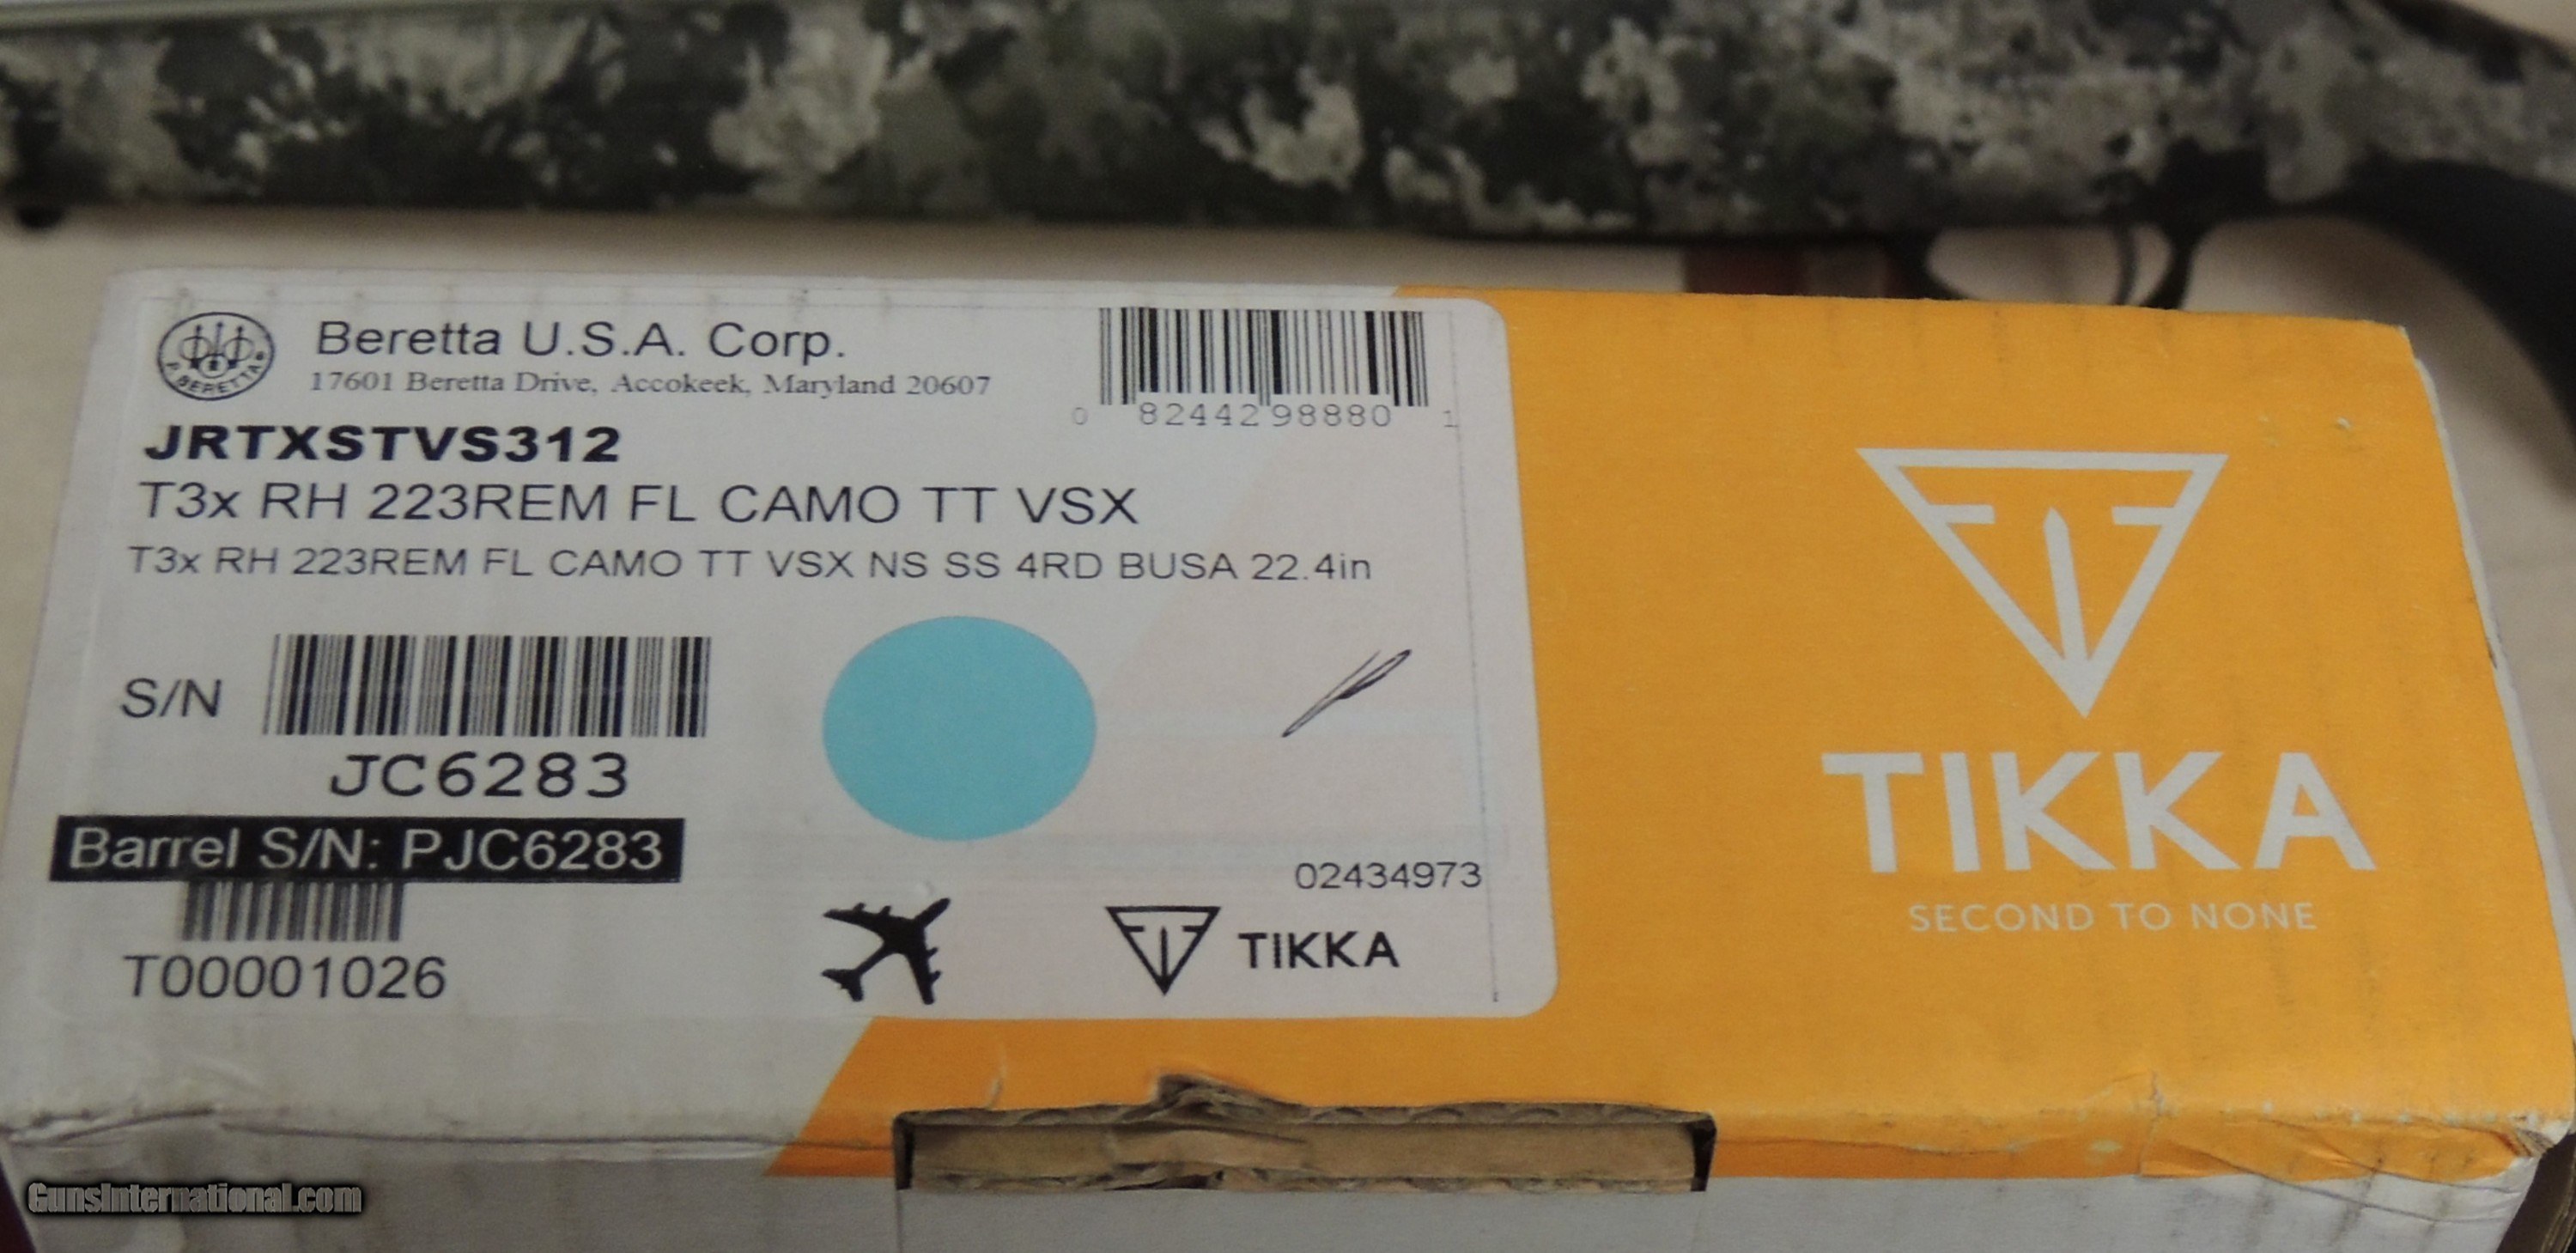 P. BERETTA
Beretta U.S.A. Corp.
17601 Beretta Drive, Accokeek, Maryland 20607
0 82442 98880 1
JRTXSTVS312
T3x RH 223REM FL CAMO TT VSX
T3x RH 223REM FL CAMO TT VSX NS SS 4RD BUSA 22.4in
S/N
JC6283
Barrel S/N: PJC6283
T00001026
02434973
TIKKA
TIKKA
SECOND TO NONE
GunsInternational.com